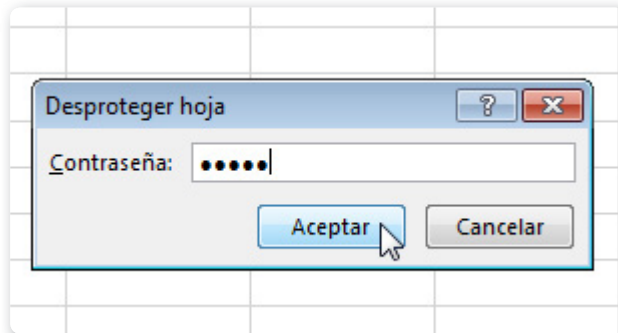 Desproteger hoja
Contraseña: •••••
Aceptar Cancelar